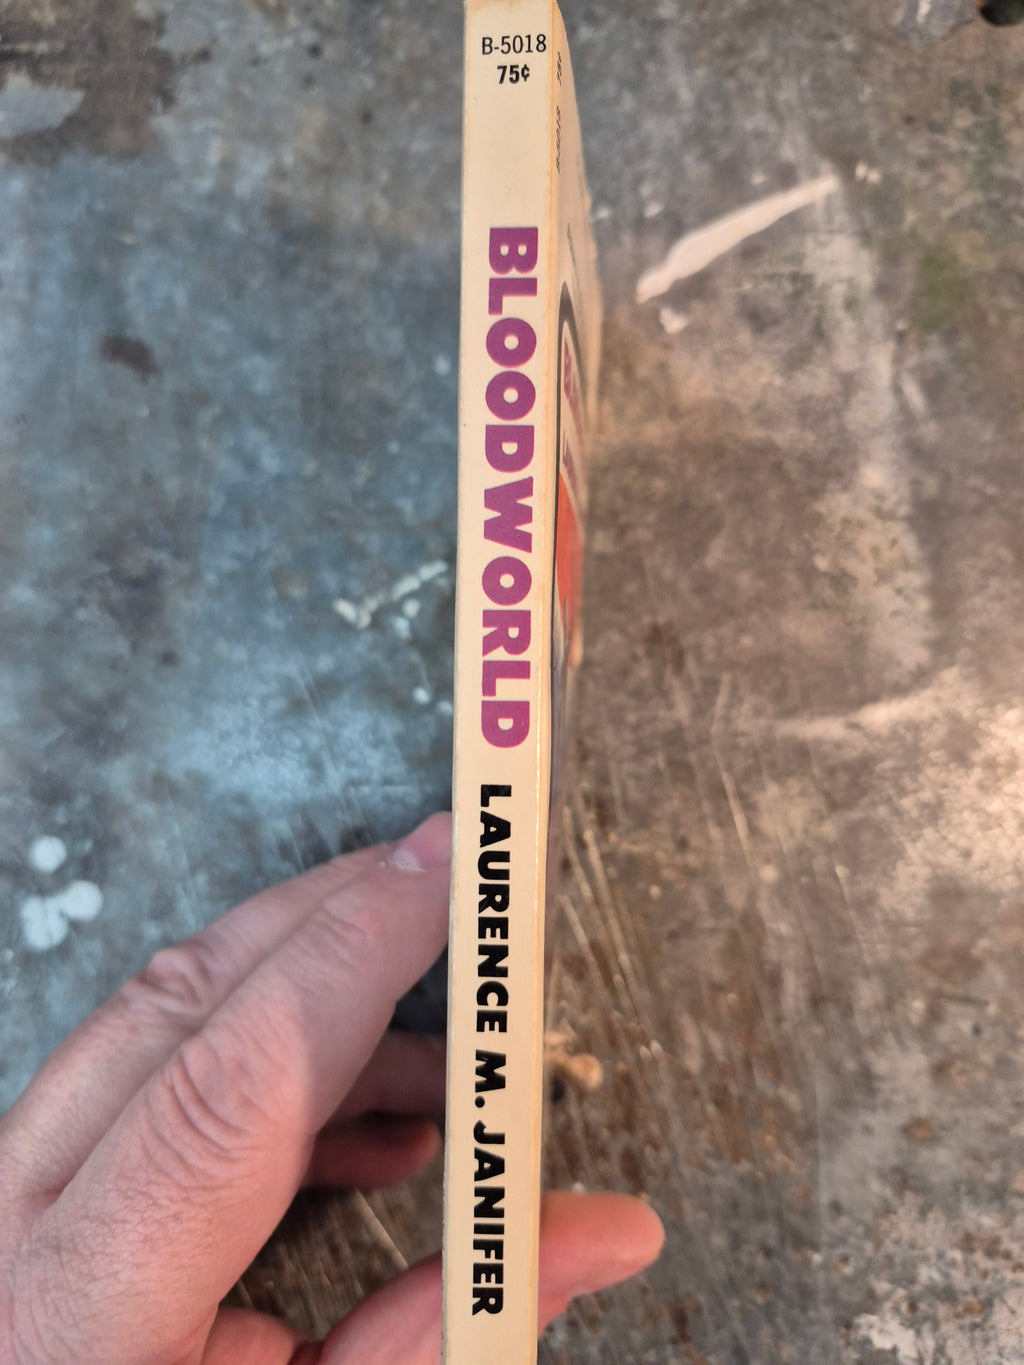 B-5018
75¢
BLOODWORLD
LAURENCE M. JANIFER